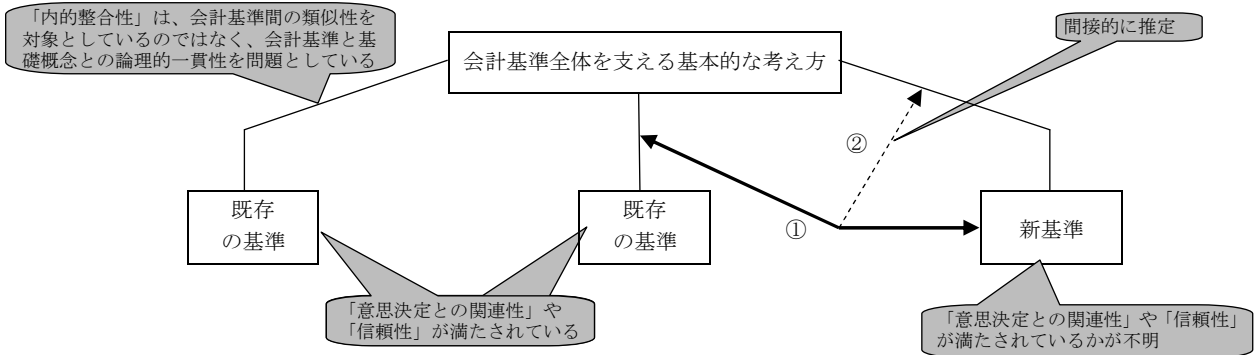 「内的整合性」は、会計基準間の類似性を
対象としているのではなく、会計基準と基
礎概念との論理的一貫性を問題としている
間接的に推定
会計基準全体を支える基本的な考え方
②
①
既存
の基準
既存
の基準
新基準
「意思決定との関連性」や
「信頼性」が満たされている
「意思決定との関連性」や「信頼性」
が満たされているかが不明